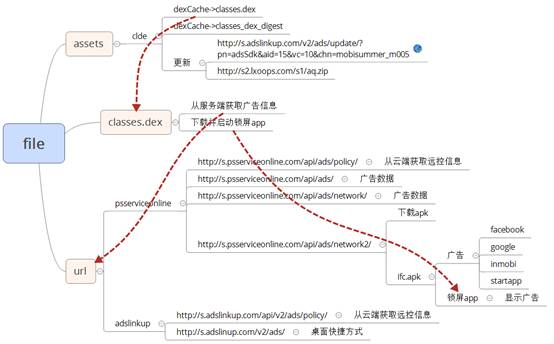 file
assets
clde
dexCache->classes.dex
dexCache->classes_dex_digest
更新
http://s.adslinkup.com/v2/ads/update/?
pn=adsSdk&aid=15&vc=10&chn=mobisummer_m005
http://s2.lxoops.com/s1/aq.zip
classes.dex
从服务端获取广告信息
下载并启动锁屏app
url
psserviceonline
http://s.psserviceonline.com/api/ads/policy/
从云端获取远控信息
http://s.psserviceonline.com/api/ads/
广告数据
http://s.psserviceonline.com/api/ads/network/
广告数据
http://s.psserviceonline.com/api/ads/network2/
下载apk
ifc.apk
广告
facebook
google
inmobi
startapp
锁屏app
显示广告
adslinkup
http://s.adslinkup.com/api/v2/ads/policy/
从云端获取远控信息
http://s.adslinup.com/v2/ads/
桌面快捷方式